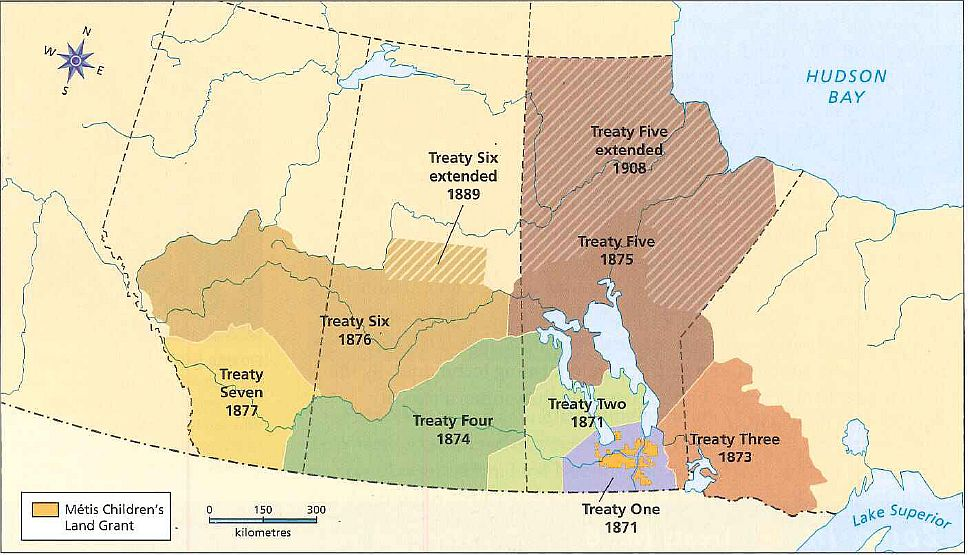 N
W
E
S
HUDSON
BAY
Treaty Five
extended
1908
Treaty Six
extended
1889
Treaty Five
1875
Treaty Six
1876
Treaty
Seven
1877
Treaty Four
1874
Treaty Two
1871
Treaty Three
1873
Treaty One
1871
Lake Superior
Métis Children's
Land Grant
0 150 300
kilometres